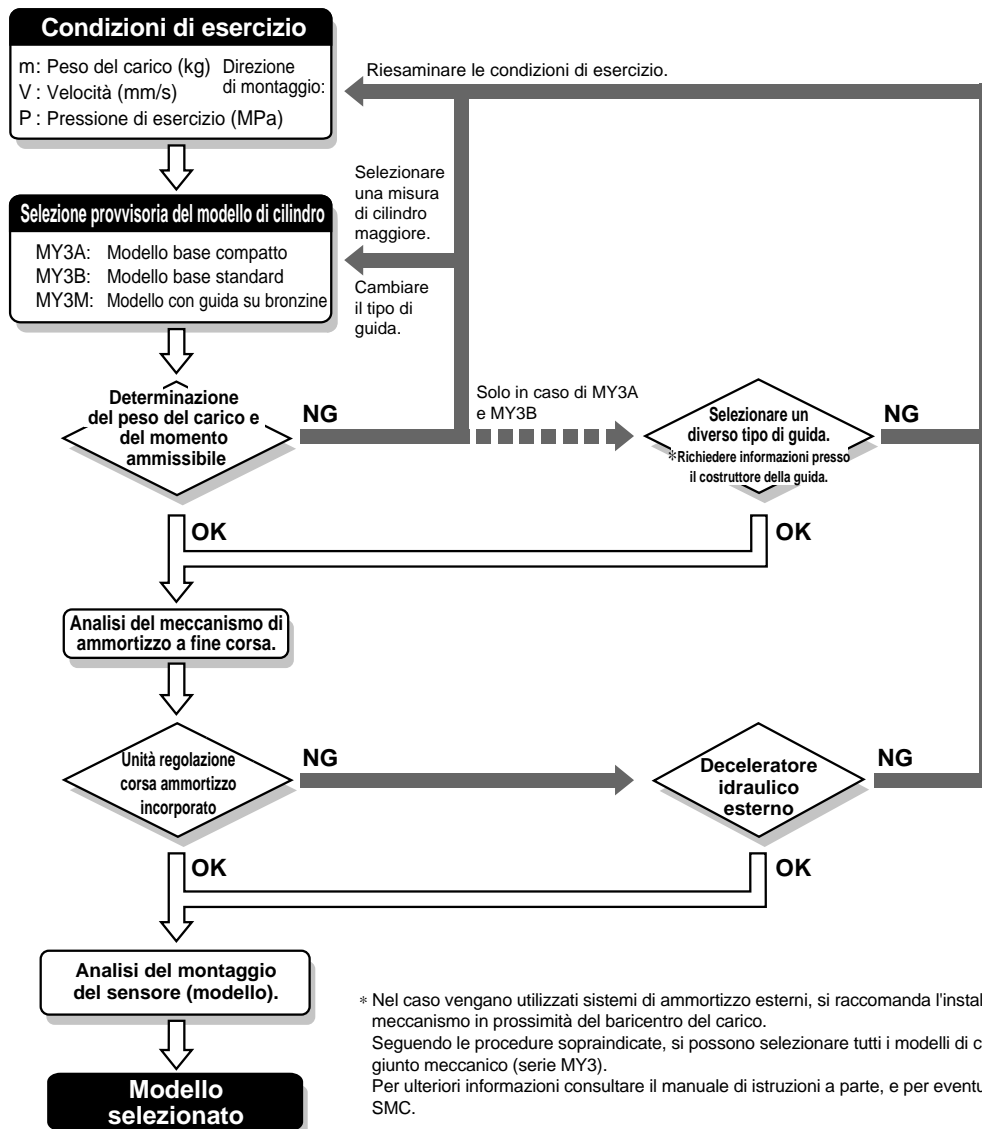 Condizioni di esercizio
m: Peso del carico (kg) Direzione
di montaggio:
V : Velocità (mm/s)
P : Pressione di esercizio (MPa)
Riesaminare le condizioni di esercizio.
Selezionare
una misura
di cilindro
maggiore.
Selezione provvisoria del modello di cilindro
MY3A: Modello base compatto
MY3B: Modello base standard
MY3M: Modello con guida su bronzine
Cambiare
il tipo di
guida.
Determinazione
del peso del carico e
del momento
ammissibile
NG
Solo in caso di MY3A
e MY3B
Selezionare un
diverso tipo di guida.
*Richiedere informazioni presso
il costruttore della guida.
NG
OK
OK
Analisi del meccanismo di
ammortizzo a fine corsa.
Unità regolazione
corsa ammortizzo
incorporato
NG
Deceleratore
idraulico
esterno
NG
OK
OK
Analisi del montaggio
del sensore (modello).
* Nel caso vengano utilizzati sistemi di ammortizzo esterni, si raccomanda l'instal
meccanismo in prossimità del baricentro del carico.
Seguendo le procedure sopraindicate, si possono selezionare tutti i modelli di c
giunto meccanico (serie MY3).
Per ulteriori informazioni consultare il manuale di istruzioni a parte, e per eventu
SMC.
Modello
selezionato